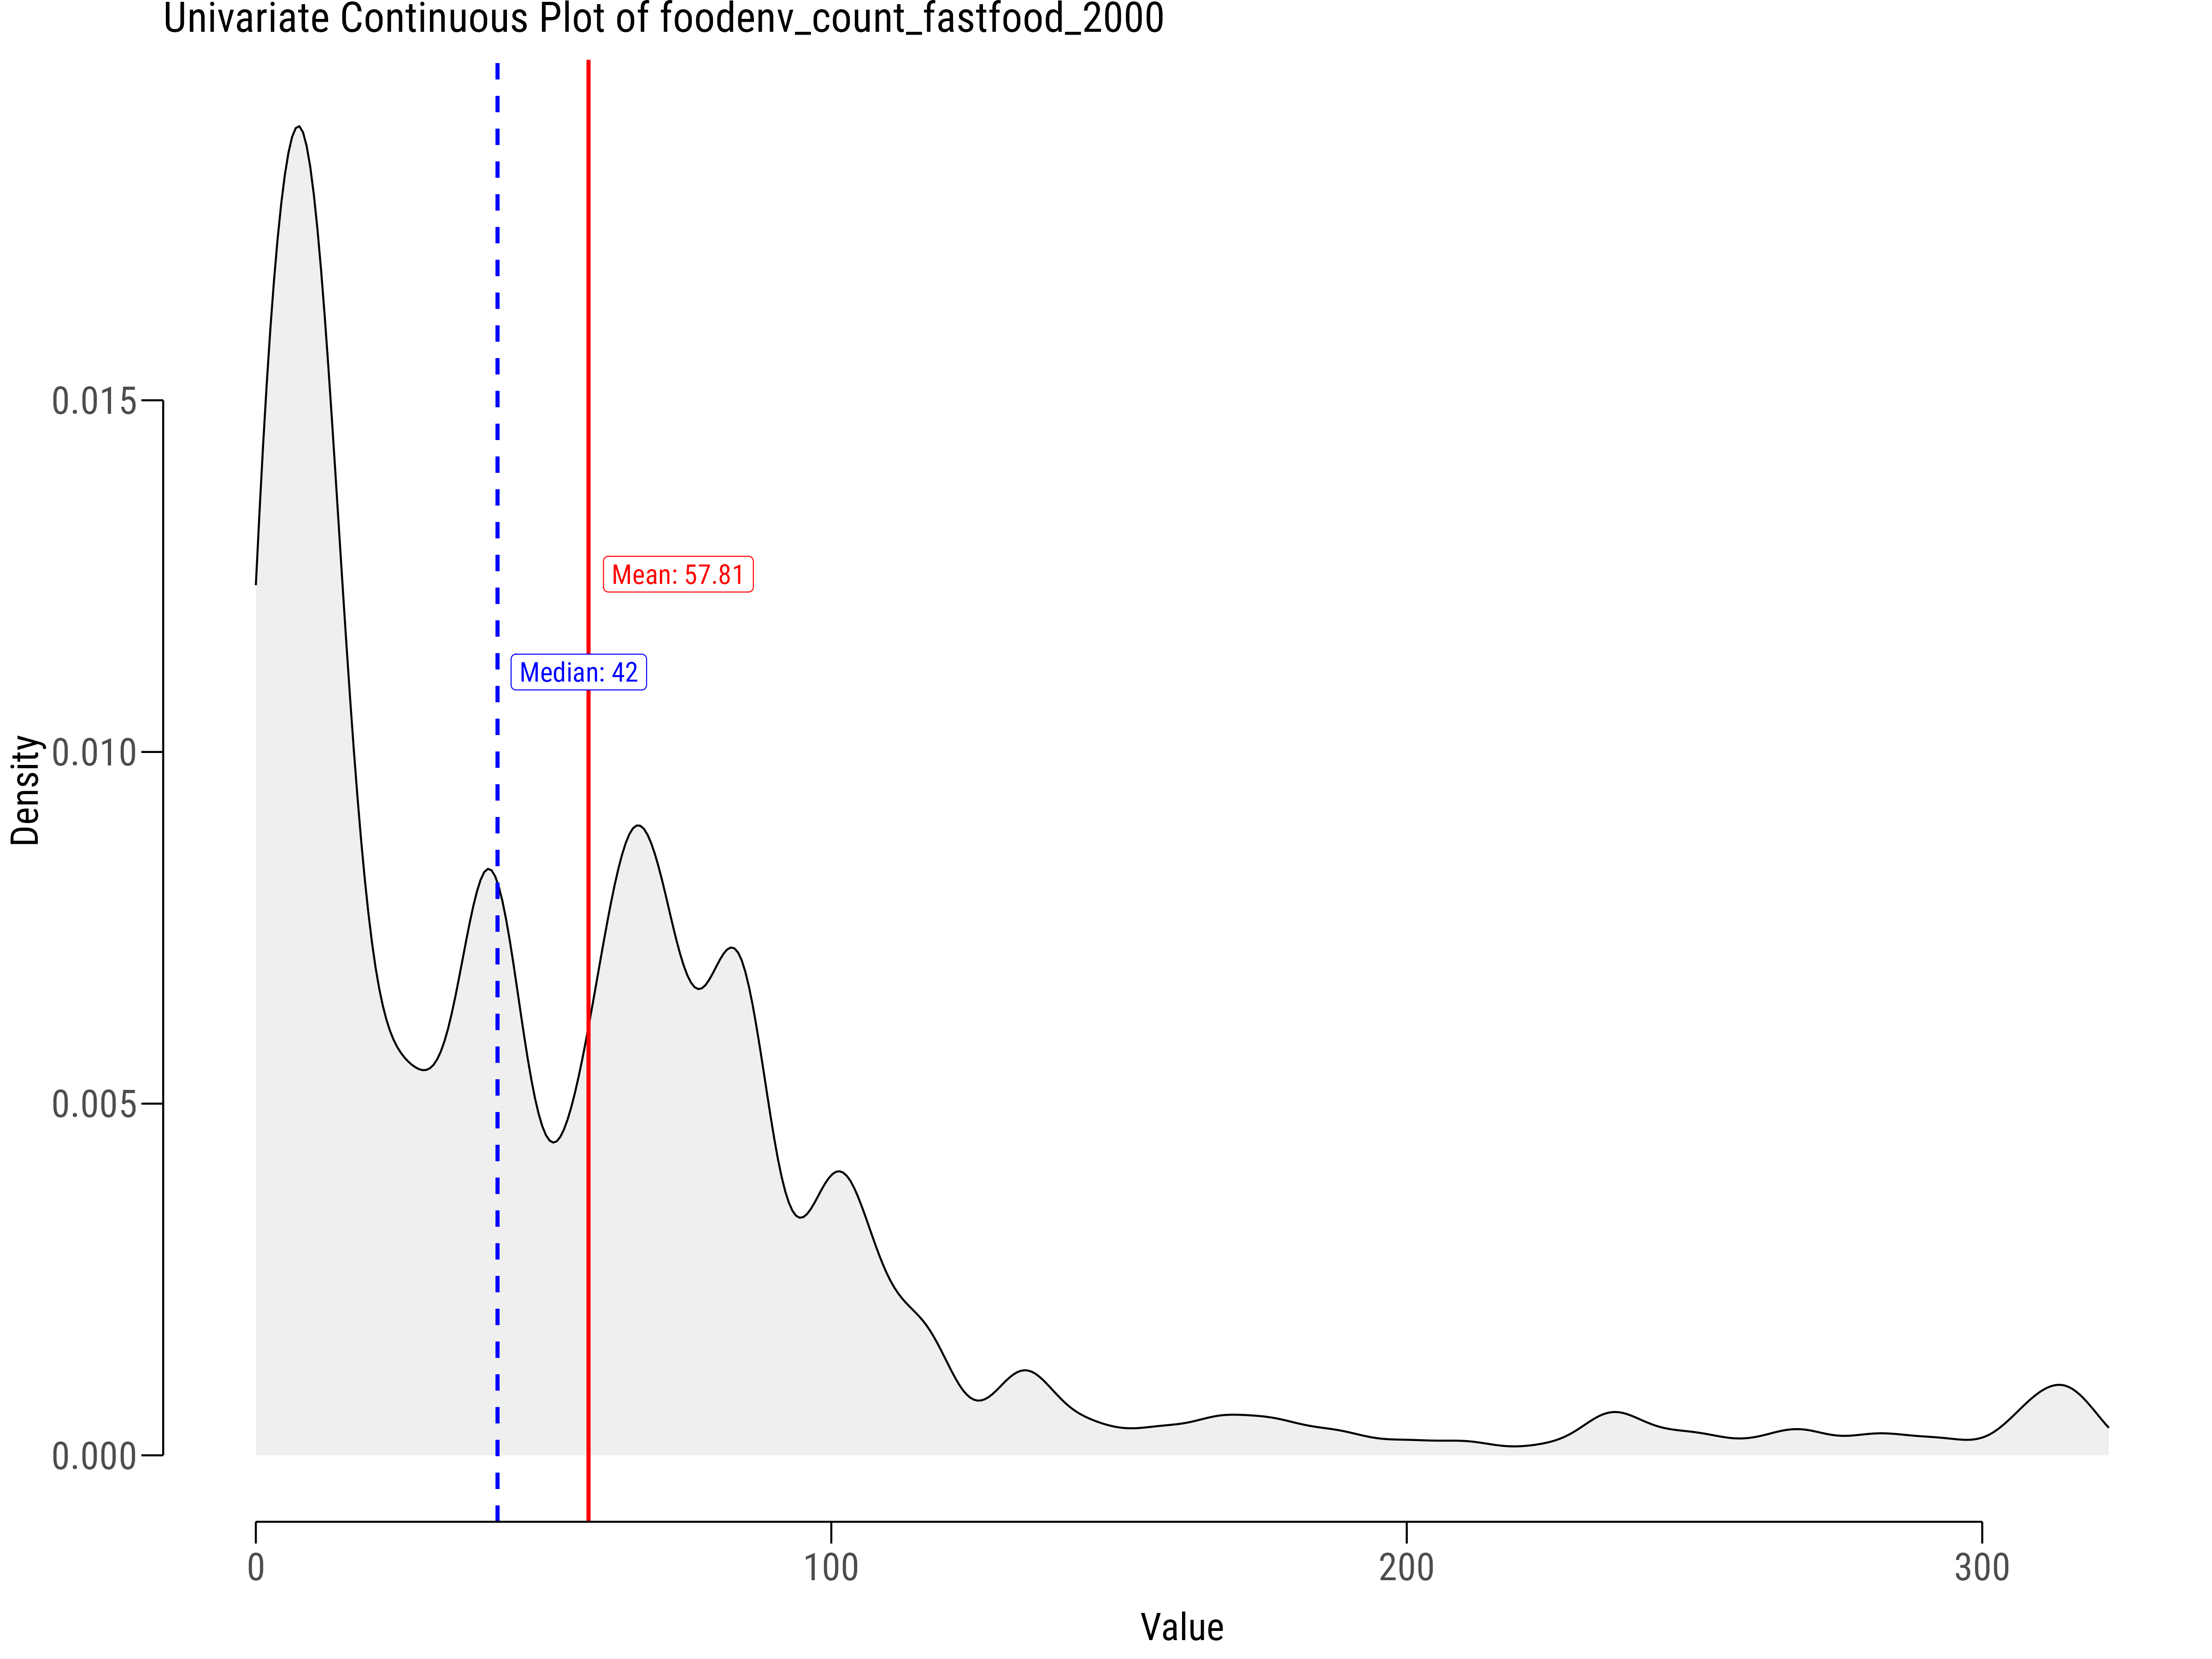 Univariate Continuous Plot of foodenv_count_fastfood_2000
0.015
Mean: 57.81
Median: 42
0.010
Density
0.005
0.000
0
100
200
300
Value